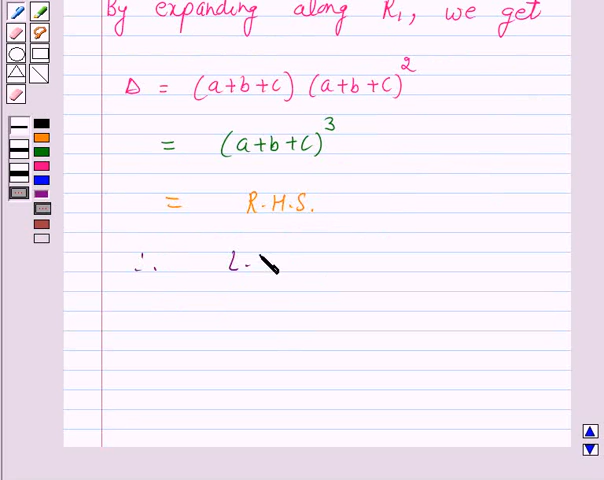 By expanding along R₁, we get
Δ = (a+b+c) (a+b+c)²
= (a+b+c)³
= R.H.S.
∴ L.